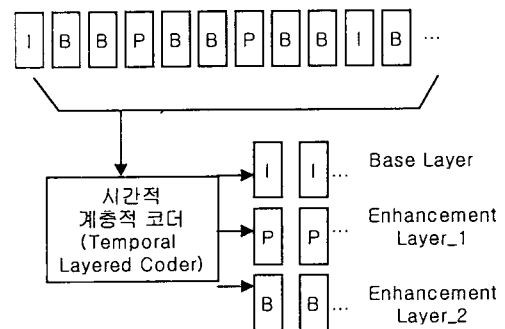 I B B P B B P B B I B ...
시간적
계층적 코더
(Temporal
Layered Coder)
I I ... Base Layer
P P ... Enhancement
Layer_1
B B ... Enhancement
Layer_2